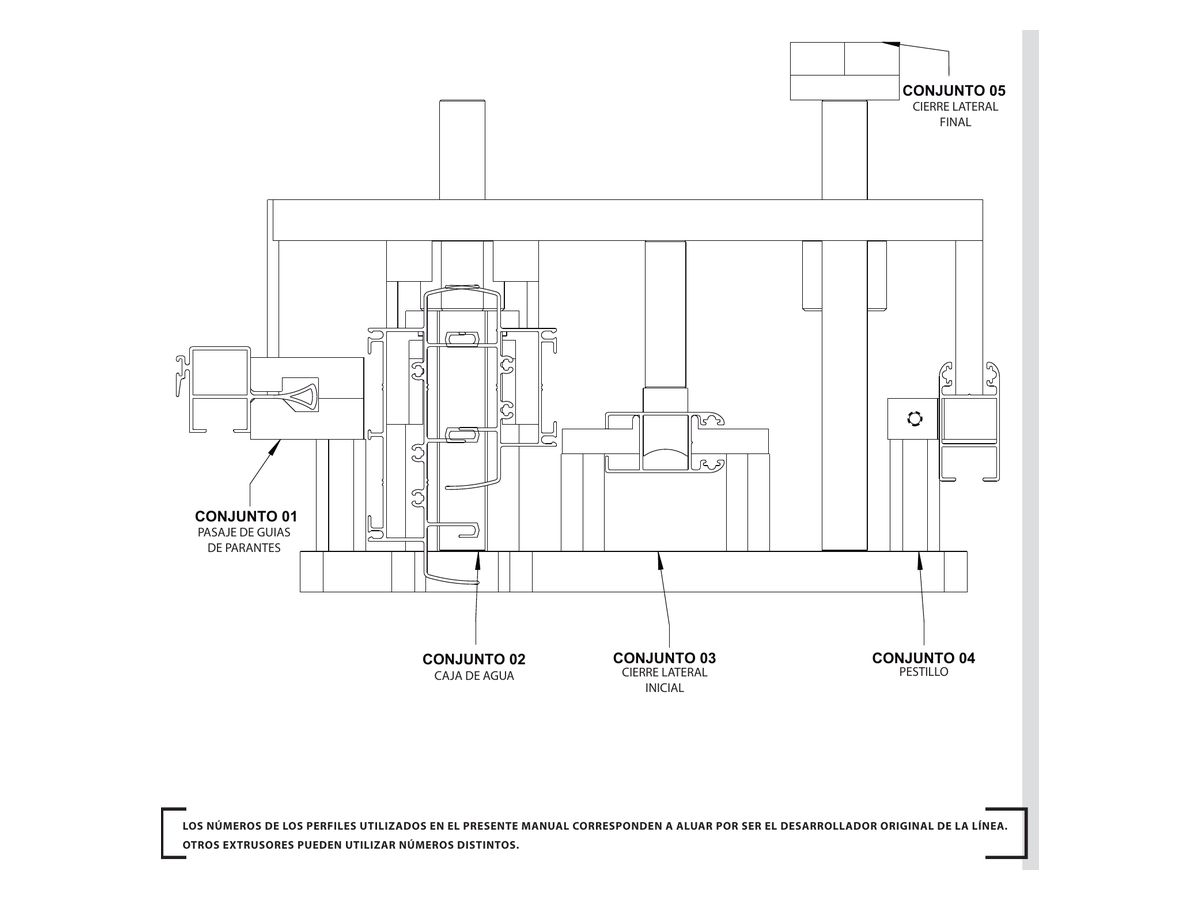 CONJUNTO 05
CIERRE LATERAL
FINAL
CONJUNTO 01
PASAJE DE GUIAS
DE PARANTES
CONJUNTO 02
CAJA DE AGUA
CONJUNTO 03
CIERRE LATERAL
INICIAL
CONJUNTO 04
PESTILLO
LOS NÚMEROS DE LOS PERFILES UTILIZADOS EN EL PRESENTE MANUAL CORRESPONDEN A ALUAR POR SER EL DESARROLLADOR ORIGINAL DE LA LÍNEA.
OTROS EXTRUSORES PUEDEN UTILIZAR NÚMEROS DISTINTOS.